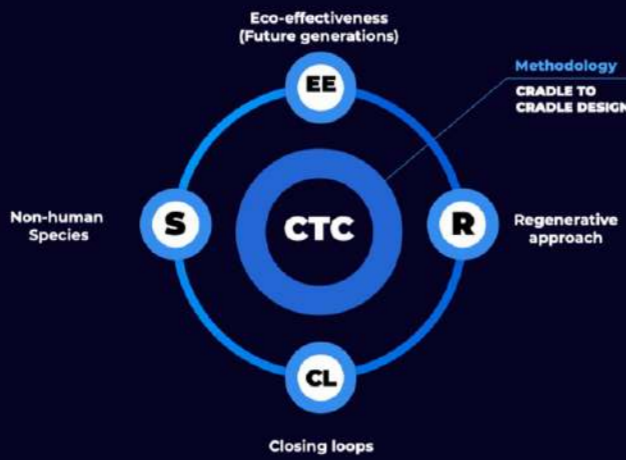 Eco-effectiveness
(Future generations)
EE
Methodology
CRADLE TO
CRADLE DESIGN
Non-human
Species
S
CTC
R
Regenerative
approach
CL
Closing loops